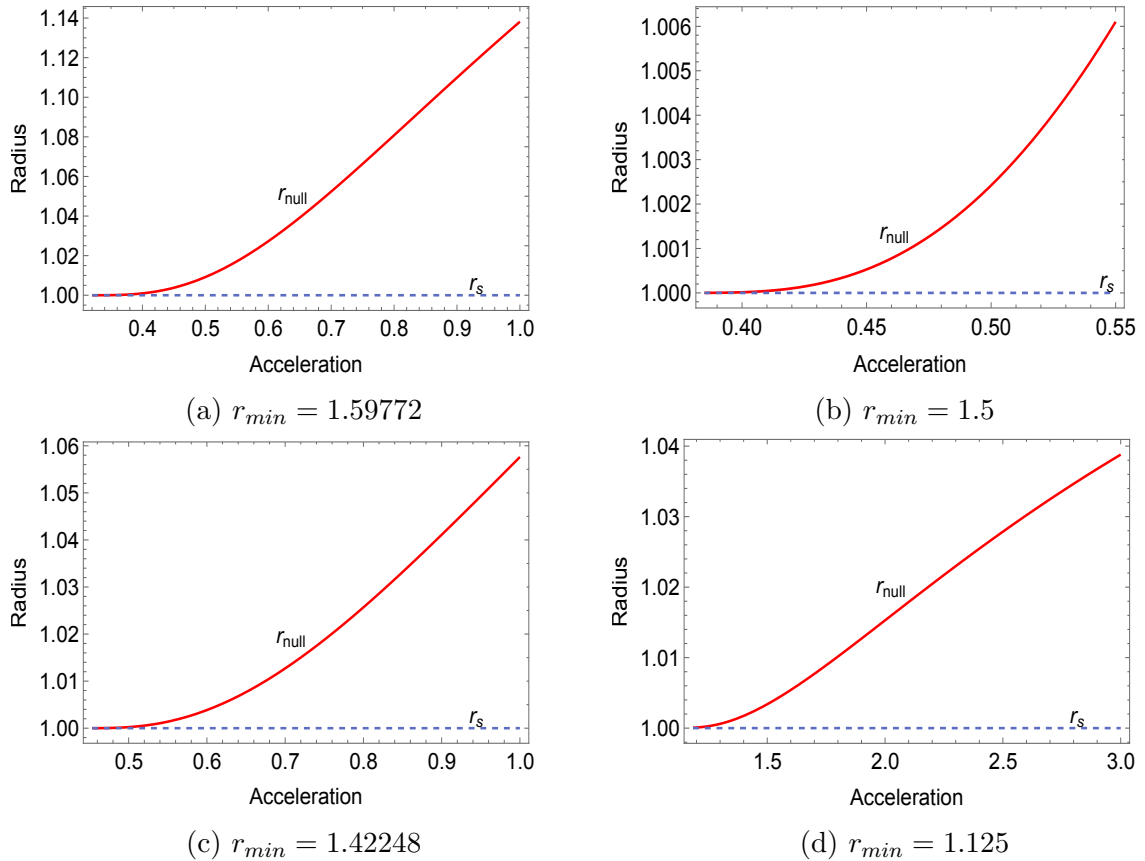 1.14
1.12
1.10
1.08
1.06
1.04
1.02
1.00
Radius
r_null
r_s
0.4 0.5 0.6 0.7 0.8 0.9 1.0
Acceleration
(a) r_min = 1.59772
1.006
1.005
1.004
1.003
1.002
1.001
1.000
Radius
r_null
r_s
0.40 0.45 0.50 0.55
Acceleration
(b) r_min = 1.5
1.06
1.05
1.04
1.03
1.02
1.01
1.00
Radius
r_null
r_s
0.5 0.6 0.7 0.8 0.9 1.0
Acceleration
(c) r_min = 1.42248
1.04
1.03
1.02
1.01
1.00
Radius
r_null
r_s
1.5 2.0 2.5 3.0
Acceleration
(d) r_min = 1.125